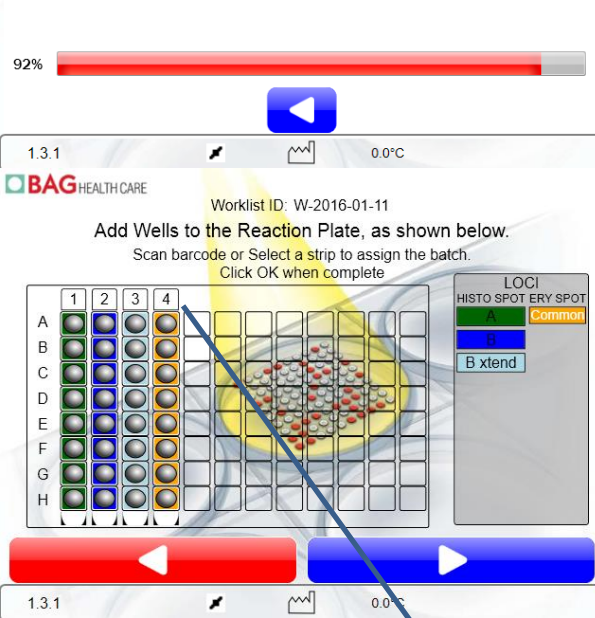 92%
1.3.1 0.0°C
BAG HEALTH CARE
Worklist ID: W-2016-01-11
Add Wells to the Reaction Plate, as shown below.
Scan barcode or Select a strip to assign the batch.
Click OK when complete
LOCI
HISTO SPOT ERY SPOT
1 2 3 4
A Common
B
B xtend
A
B
C
D
E
F
G
H
1.3.1 0.0°C